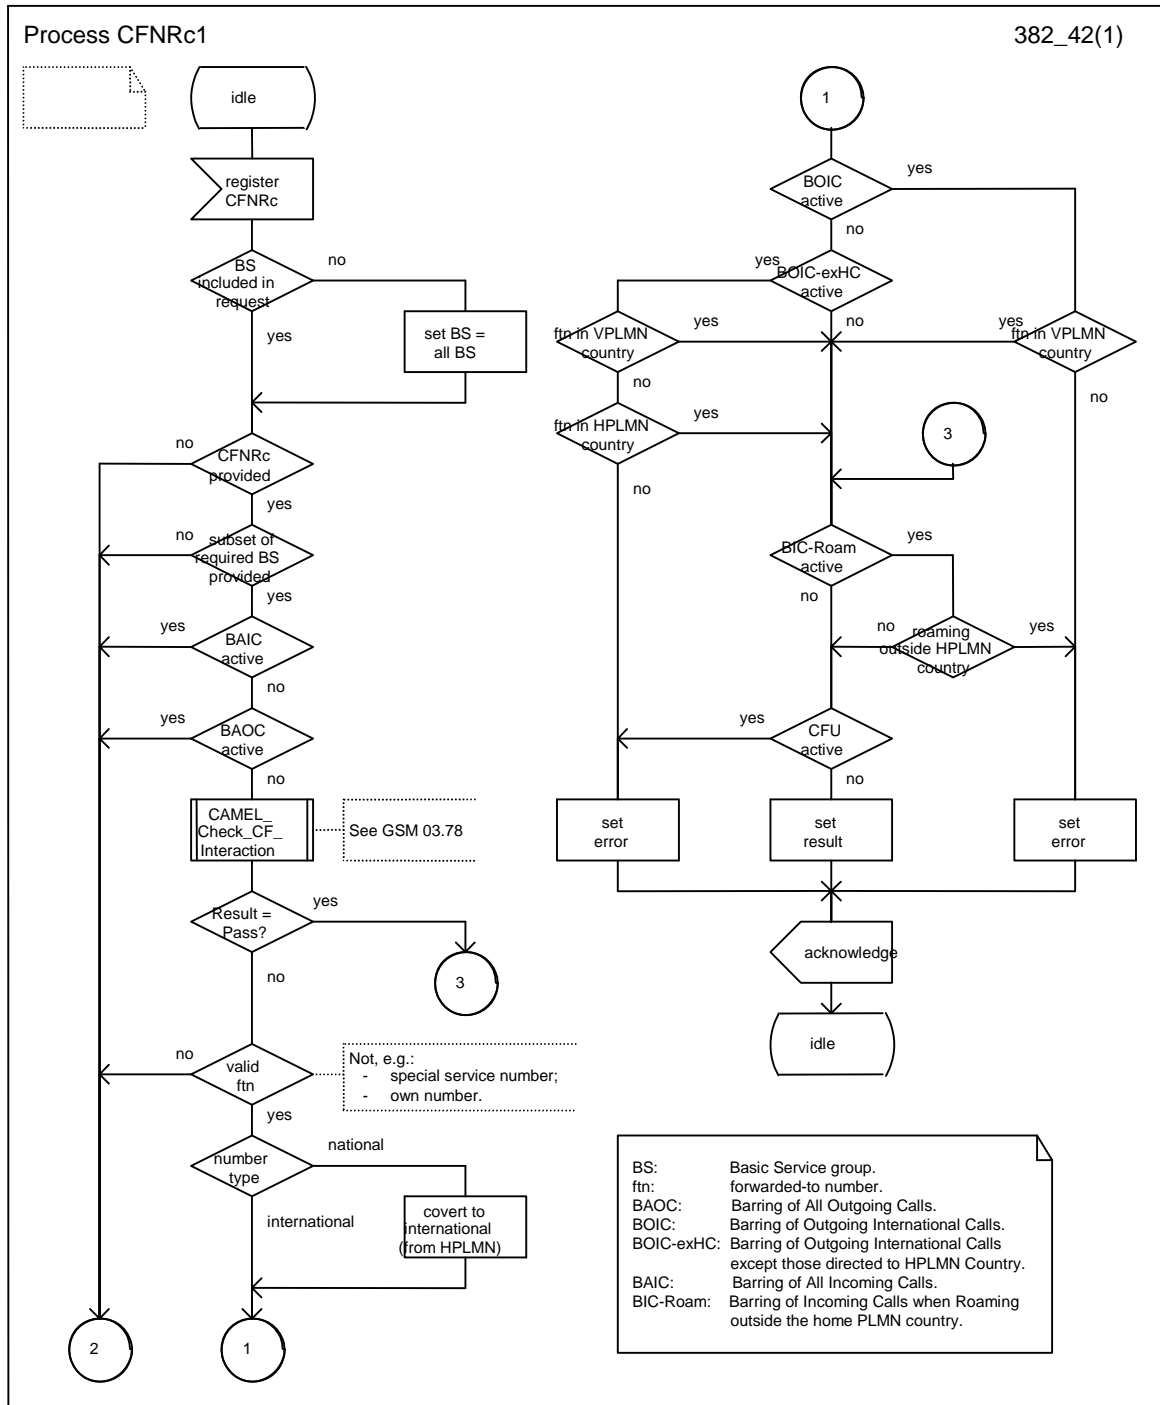 Process CFNRc1
382_42(1)
idle
register
CFNRc
BS
included in
request
no
yes
set BS =
all BS
no
CFNRc
provided
yes
no
subset of
required BS
provided
yes
yes
BAIC
active
no
yes
BAOC
active
no
CAMEL_
Check_CF_
Interaction
See GSM 03.78
Result =
Pass?
yes
no
3
no
valid
ftn
yes
Not, e.g.:
- special service number;
- own number.
number
type
national
international
covert to
international
(from HPLMN)
2
1
1
BOIC
active
yes
no
yes
BOIC-exHC
active
no
ftn in VPLMN
country
yes
no
yes
ftn in VPLMN
country
no
ftn in HPLMN
country
yes
no
3
BIC-Roam
active
yes
no
no
roaming
outside HPLMN
country
yes
yes
CFU
active
no
set
error
set
result
set
error
acknowledge
idle
BS: Basic Service group.
ftn: forwarded-to number.
BAOC: Barring of All Outgoing Calls.
BOIC: Barring of Outgoing International Calls.
BOIC-exHC: Barring of Outgoing International Calls
except those directed to HPLMN Country.
BAIC: Barring of All Incoming Calls.
BIC-Roam: Barring of Incoming Calls when Roaming
outside the home PLMN country.